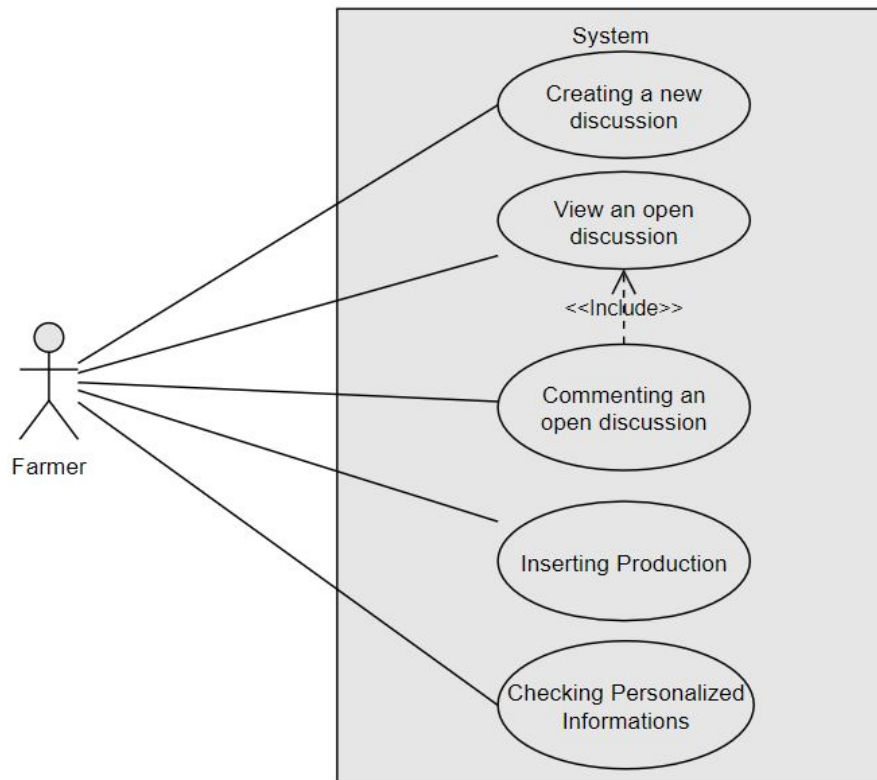 System
Creating a new
discussion
View an open
discussion
<<Include>>
Commenting an
open discussion
Farmer
Inserting Production
Checking Personalized
Informations